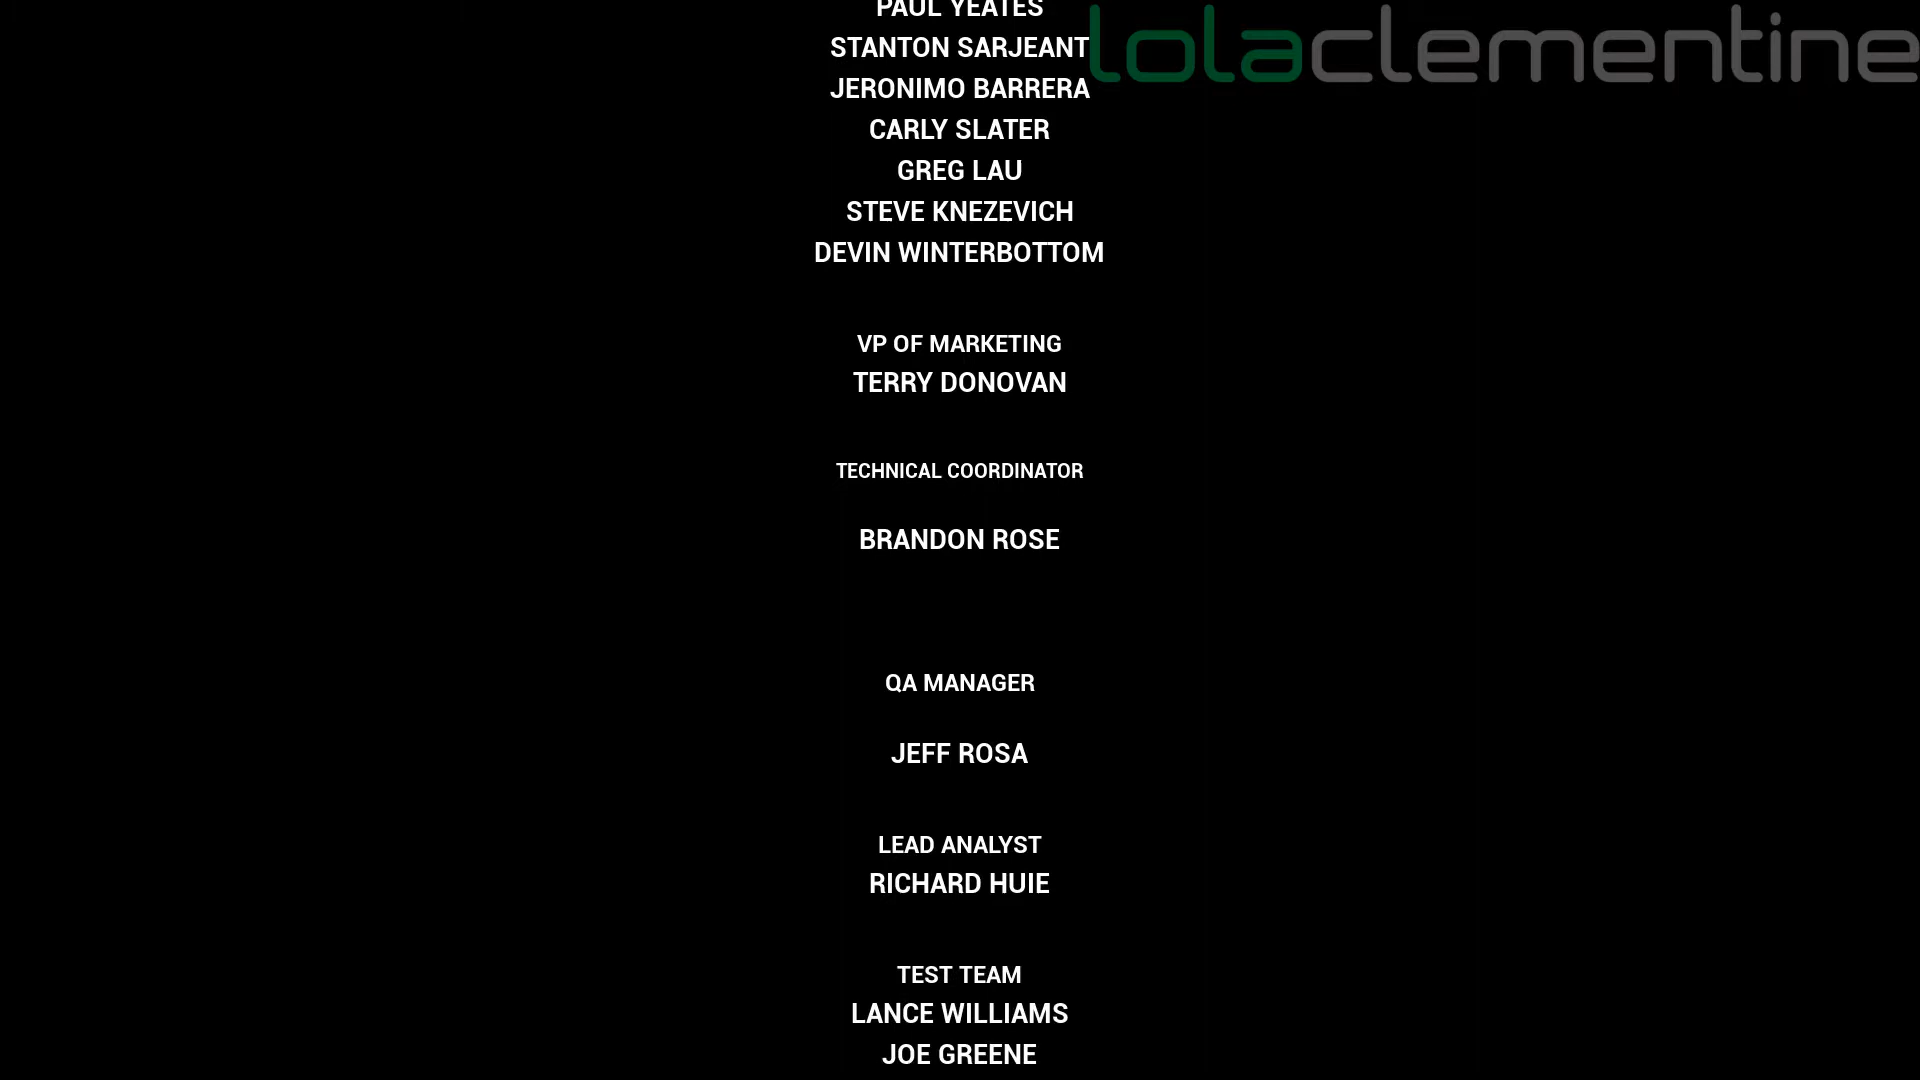 PAUL YEATES
lolaclementine
STANTON SARJEANT
JERONIMO BARRERA
CARLY SLATER
GREG LAU
STEVE KNEZEVICH
DEVIN WINTERBOTTOM
VP OF MARKETING
TERRY DONOVAN
TECHNICAL COORDINATOR
BRANDON ROSE
QA MANAGER
JEFF ROSA
LEAD ANALYST
RICHARD HUIE
TEST TEAM
LANCE WILLIAMS
JOE GREENE